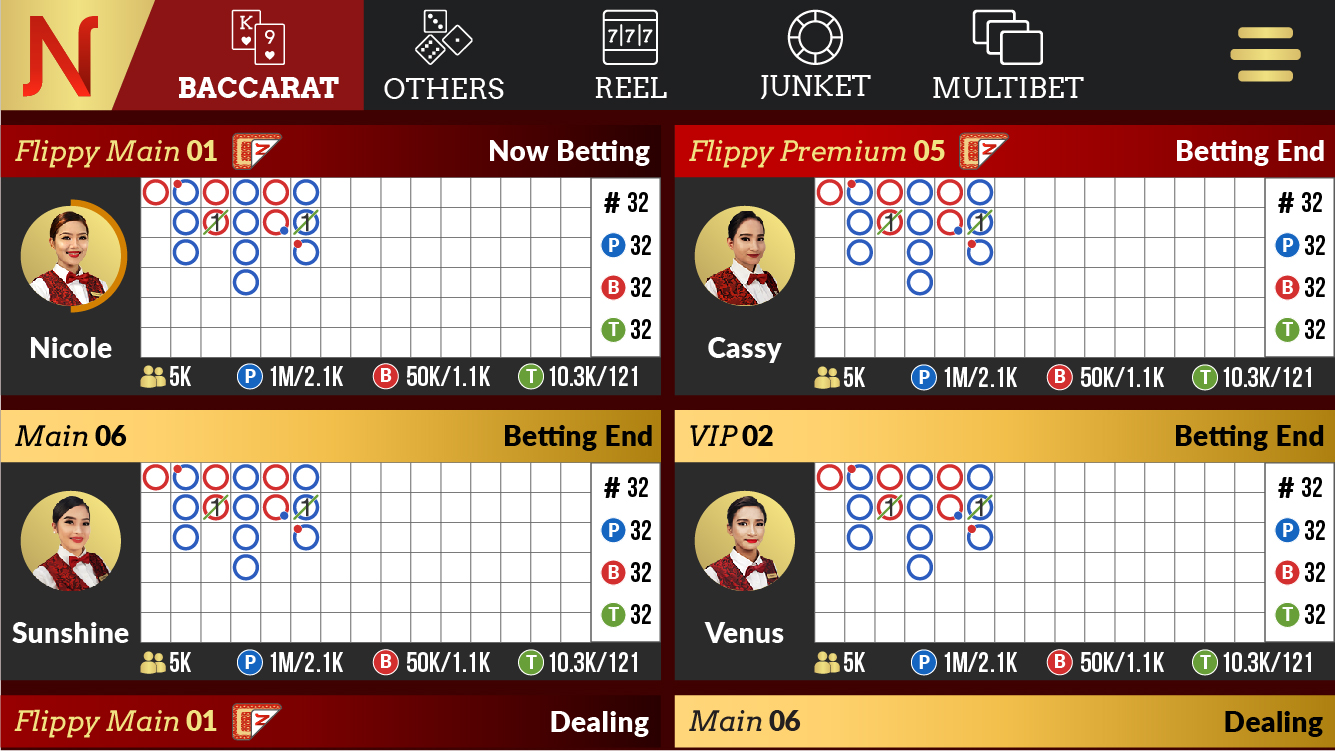 N
K
9
7|7|7
BACCARAT
OTHERS
REEL
JUNKET
MULTIBET
Flippy Main 01
N
Now Betting
1
1
# 32
P 32
B 32
T 32
Nicole
5K
P 1M/2.1K
B 50K/1.1K
T 10.3K/121
Flippy Premium 05
N
Betting End
1
1
# 32
P 32
B 32
T 32
Cassy
5K
P 1M/2.1K
B 50K/1.1K
T 10.3K/121
Main 06
Betting End
1
1
# 32
P 32
B 32
T 32
Sunshine
5K
P 1M/2.1K
B 50K/1.1K
T 10.3K/121
VIP 02
Betting End
1
1
# 32
P 32
B 32
T 32
Venus
5K
P 1M/2.1K
B 50K/1.1K
T 10.3K/121
Flippy Main 01
N
Dealing
Main 06
Dealing